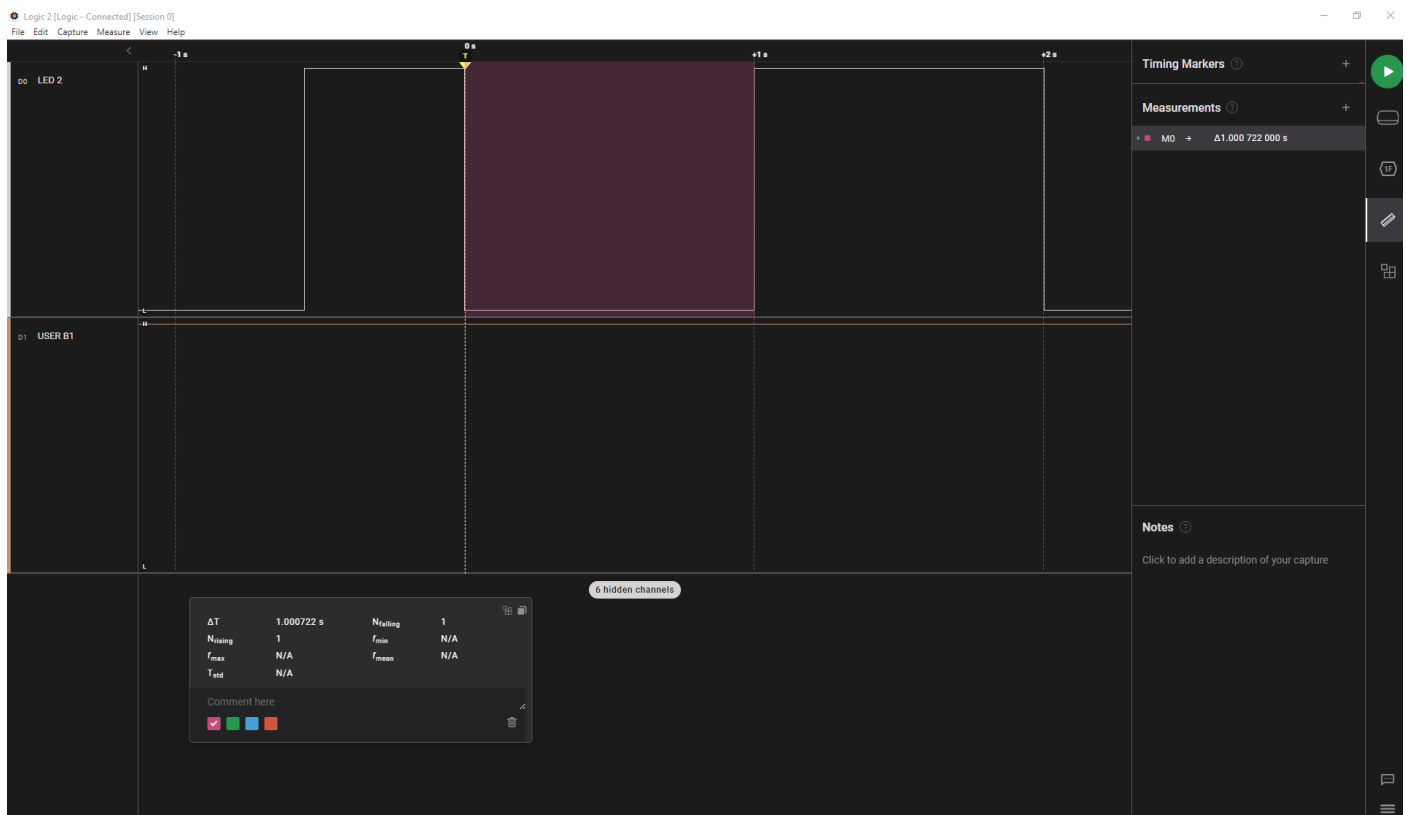 Logic 2 [Logic - Connected] [Session 0]
File Edit Capture Measure View Help
-1 s
0 s
+1 s
+2 s
T
D0 LED 2
H
L
D1 USER B1
H
L
6 hidden channels
ΔT 1.000722 s Nfalling 1
Nrising 1 fmin N/A
fmax N/A fmean N/A
Tstd N/A
Comment here
Timing Markers ? +
Measurements ? +
M0 → Δ1.000 722 000 s
Notes ?
Click to add a description of your capture
1F